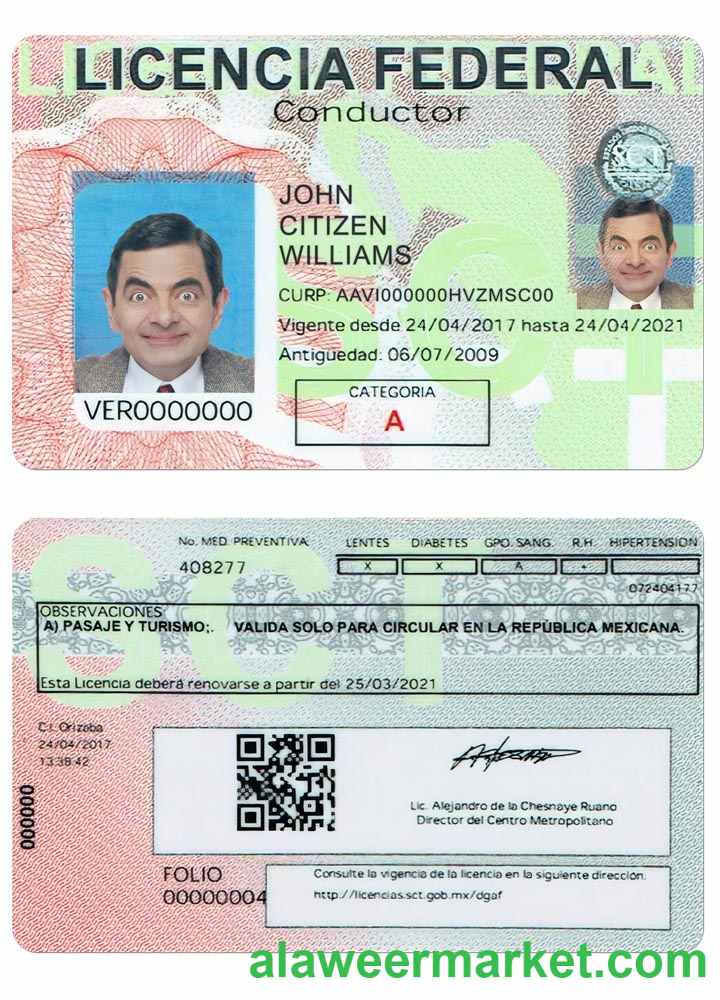 LICENCIA FEDERAL
Conductor
SCT
JOHN
CITIZEN
WILLIAMS
CURP: AAVI000000HVZMSC00
Vigente desde 24/04/2017 hasta 24/04/2021
Antiguedad: 06/07/2009
VER0000000
CATEGORIA
A
No. MED. PREVENTIVA LENTES DIABETES GPO. SANG. R.H. HIPERTENSION
408277 X X A +
072404177
OBSERVACIONES
A) PASAJE Y TURISMO;. VALIDA SOLO PARA CIRCULAR EN LA REPÚBLICA MEXICANA.
Esta Licencia deberá renovarse a partir del 25/03/2021
C.I. Orizaba
24/04/2017
13:38:42
000000
Lic. Alejandro de la Chesnaye Ruano
Director del Centro Metropolitano
FOLIO
00000004
Consulte la vigencia de la licencia en la siguiente dirección:
http://licencias.sct.gob.mx/dgaf
alaweermarket.com